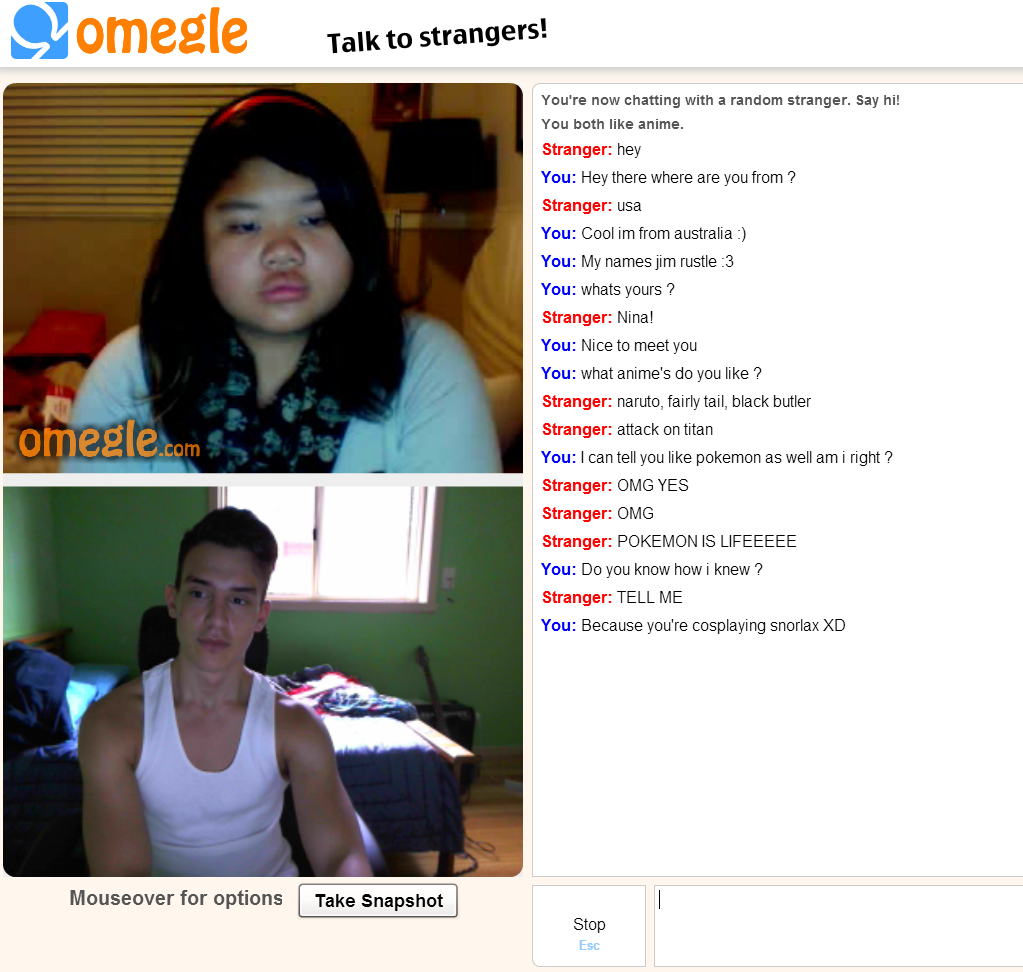 omegle
Talk to strangers!
omegle.com
You're now chatting with a random stranger. Say hi!
You both like anime.
Stranger: hey
You: Hey there where are you from ?
Stranger: usa
You: Cool im from australia :)
You: My names jim rustle :3
You: whats yours ?
Stranger: Nina!
You: Nice to meet you
You: what anime's do you like ?
Stranger: naruto, fairly tail, black butler
Stranger: attack on titan
You: I can tell you like pokemon as well am i right ?
Stranger: OMG YES
Stranger: OMG
Stranger: POKEMON IS LIFEEEEE
You: Do you know how i knew ?
Stranger: TELL ME
You: Because you're cosplaying snorlax XD
Mouseover for options
Take Snapshot
Stop
Esc